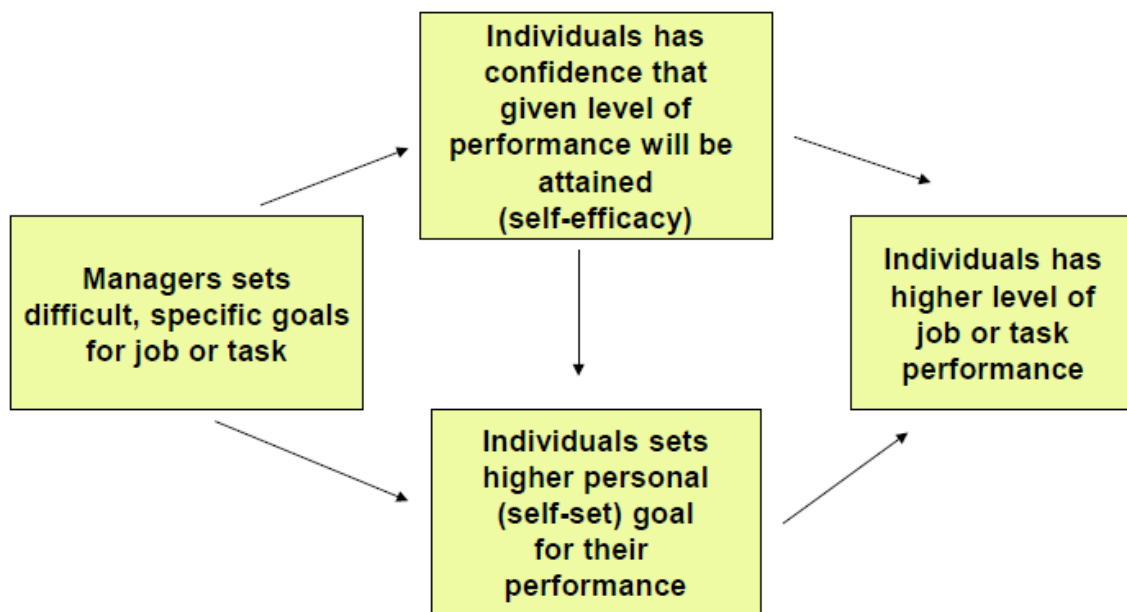 Individuals has
confidence that
given level of
performance will be
attained
(self-efficacy)
Managers sets
difficult, specific goals
for job or task
Individuals has
higher level of
job or task
performance
Individuals sets
higher personal
(self-set) goal
for their
performance